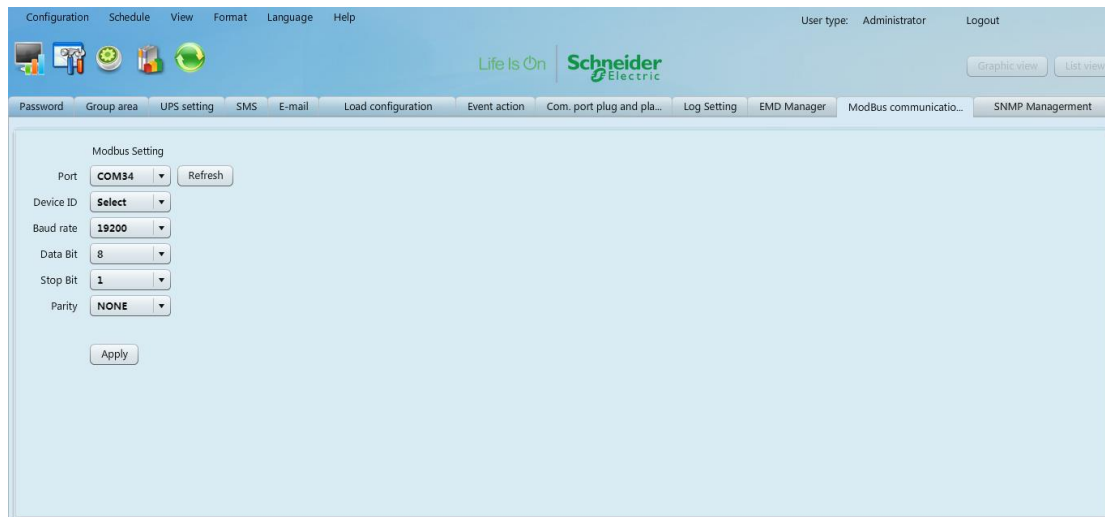 Configuration Schedule View Format Language Help User type: Administrator Logout
Life Is On Schneider Electric
Graphic view List view
Password Group area UPS setting SMS E-mail Load configuration Event action Com. port plug and pla... Log Setting EMD Manager ModBus communicatio... SNMP Managerment
Modbus Setting
Port COM34 Refresh
Device ID Select
Baud rate 19200
Data Bit 8
Stop Bit 1
Parity NONE
Apply